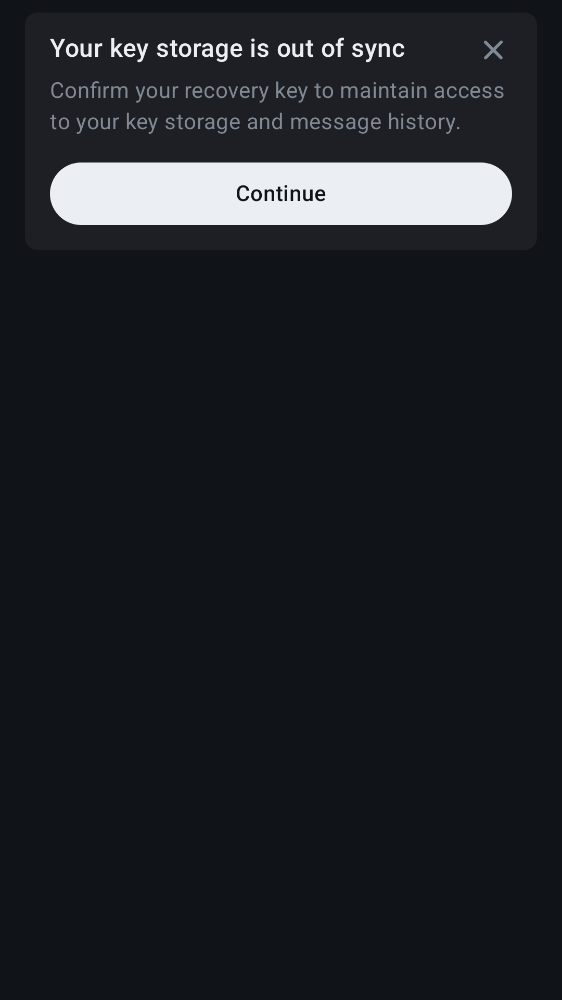 Your key storage is out of sync
Confirm your recovery key to maintain access
to your key storage and message history.
Continue